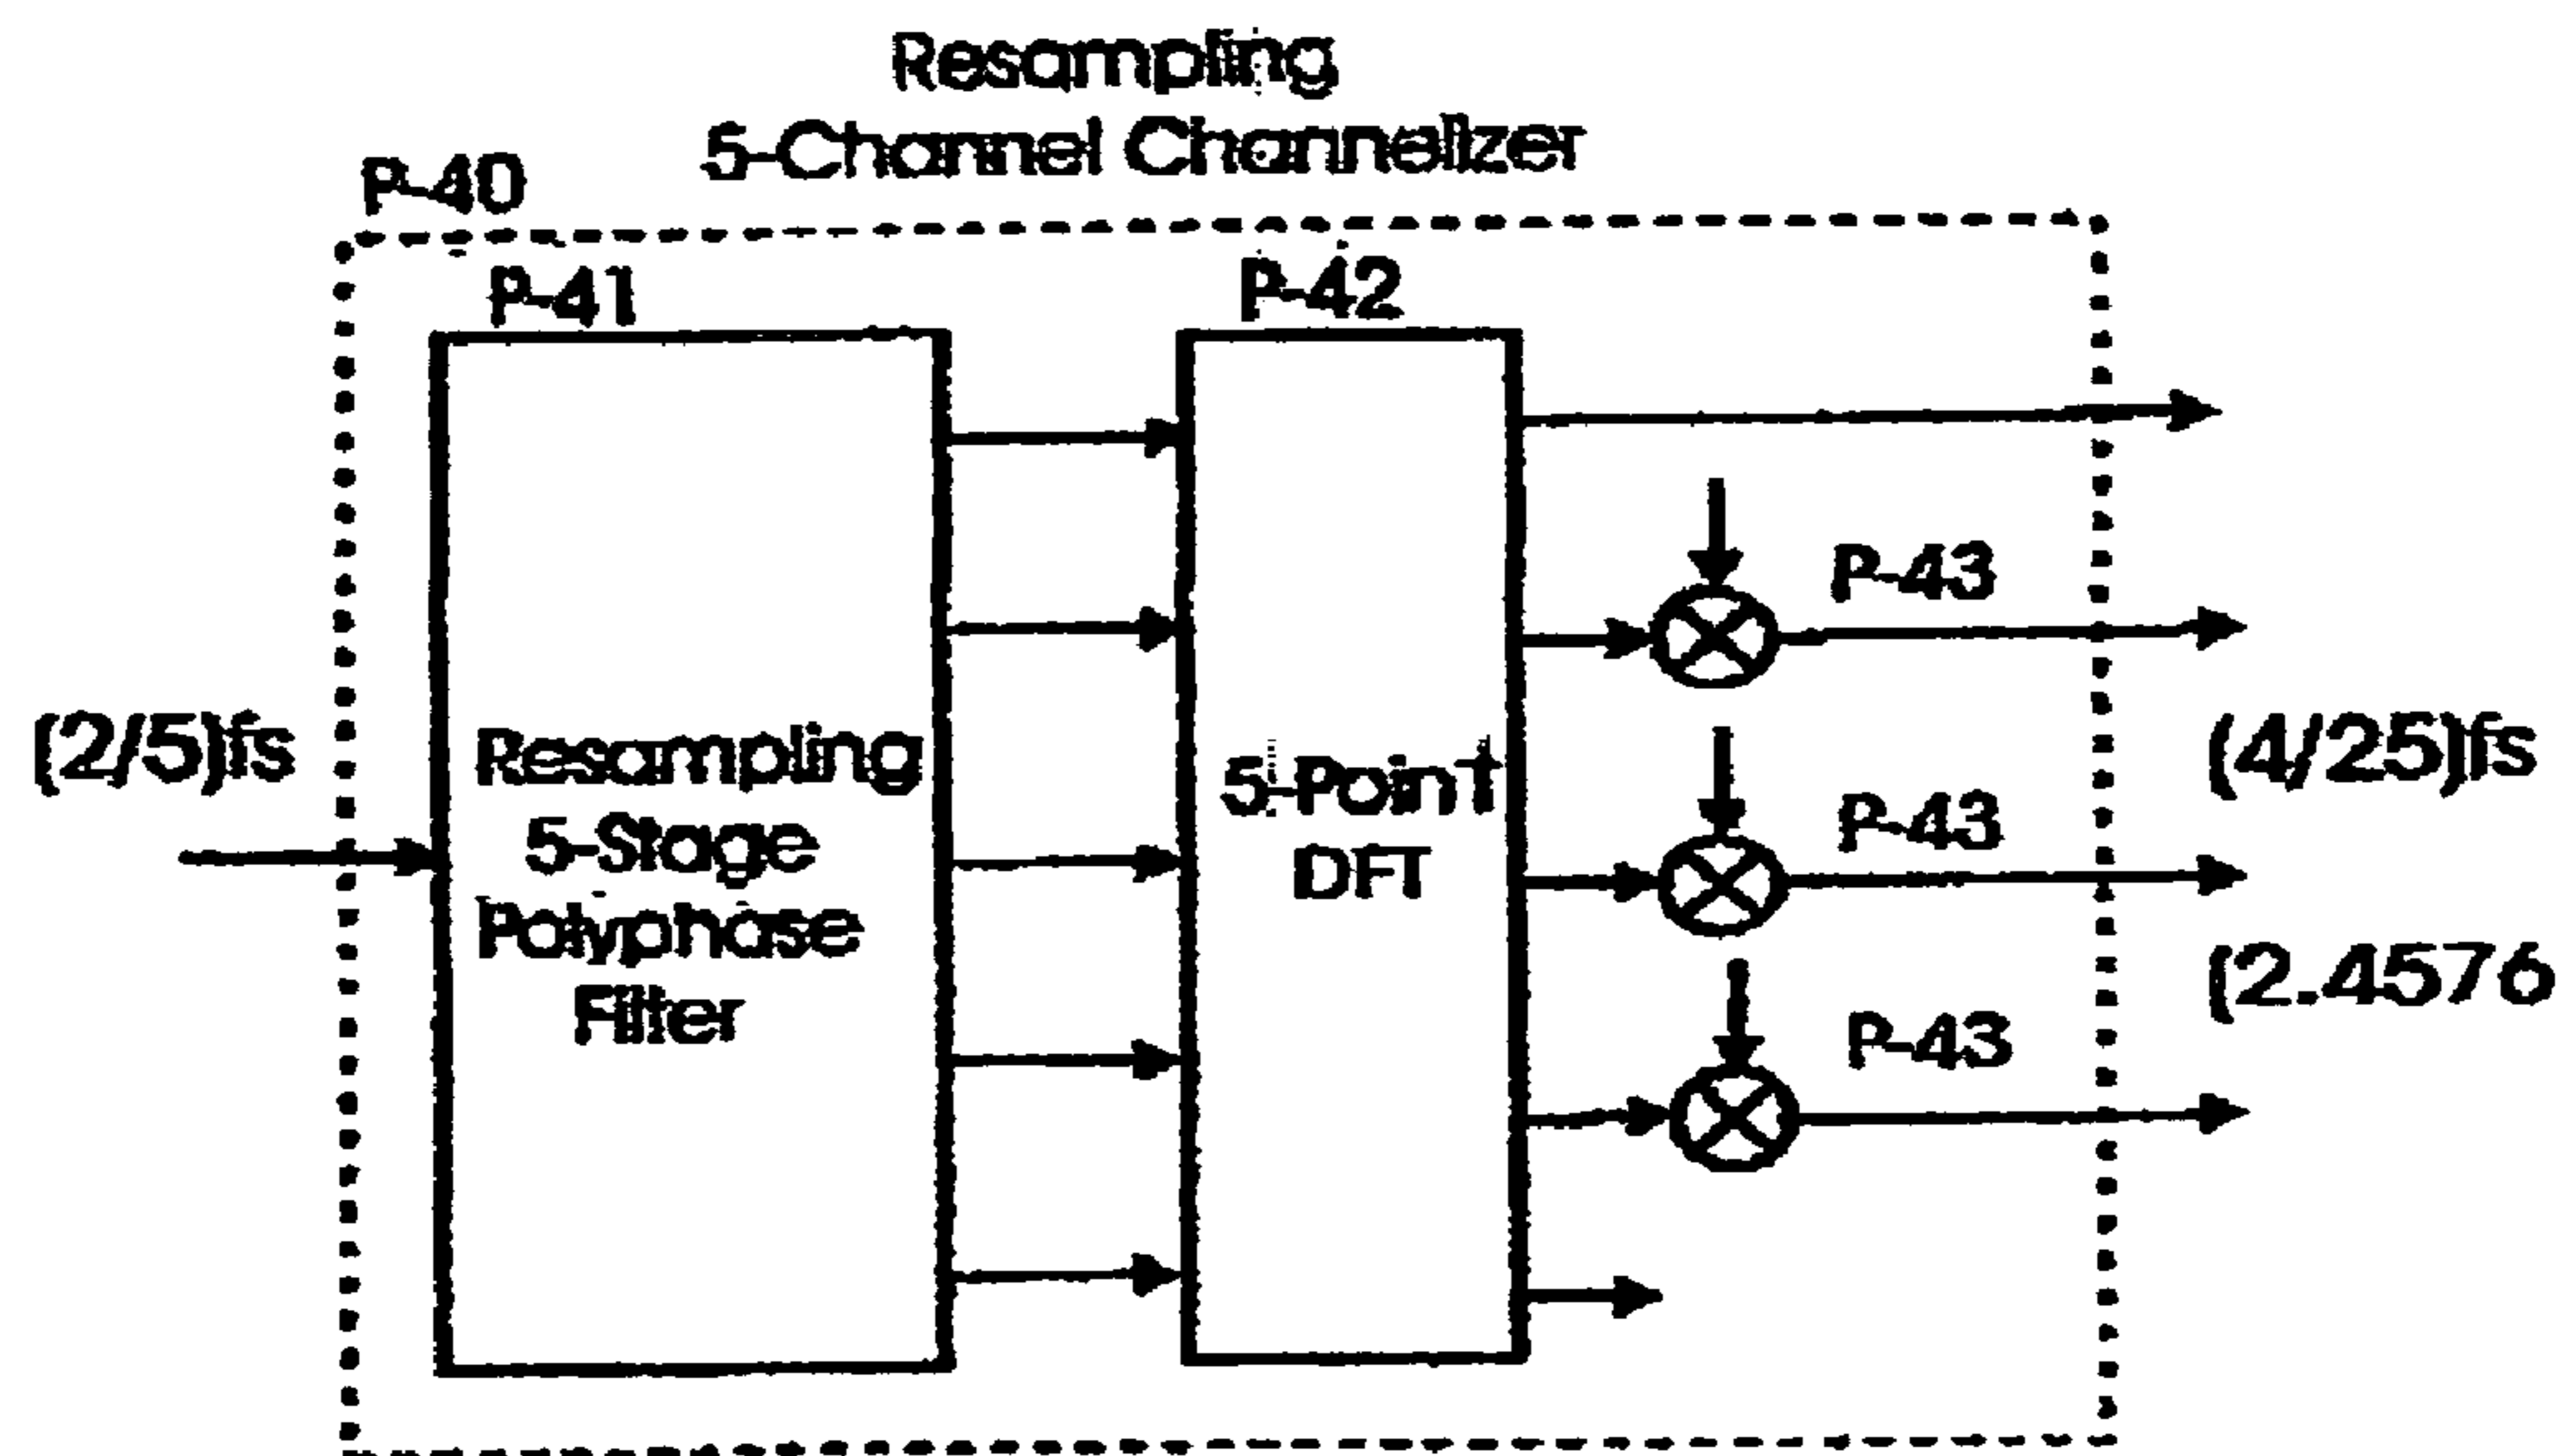 Resampling
5-Channel Channelizer
P-40
P-41
P-42
P-43
(2/5)fs
Resampling
5-Stage
Polyphase
Filter
5-Point
DFT
P-43
(4/25)fs
(2.4576
P-43